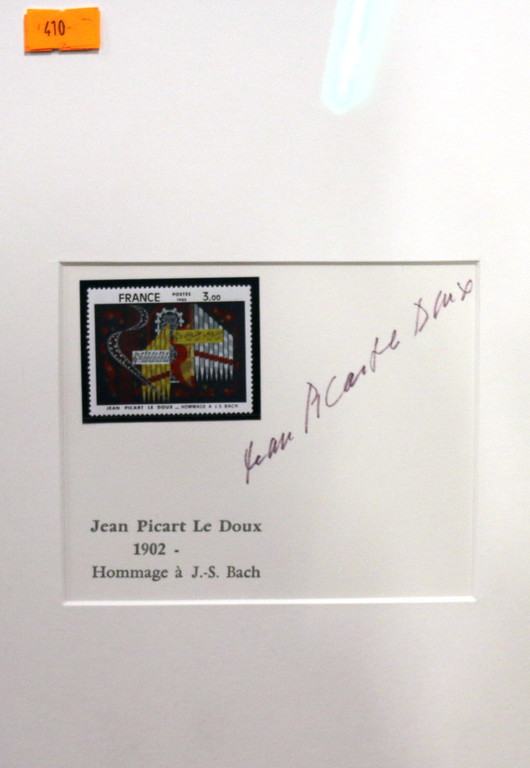 410
FRANCE POSTES 1980 3.00
JEAN PICART LE DOUX _ HOMMAGE A J.S. BACH
Jean Picart Le Doux
Jean Picart Le Doux
1902 -
Hommage à J.-S. Bach